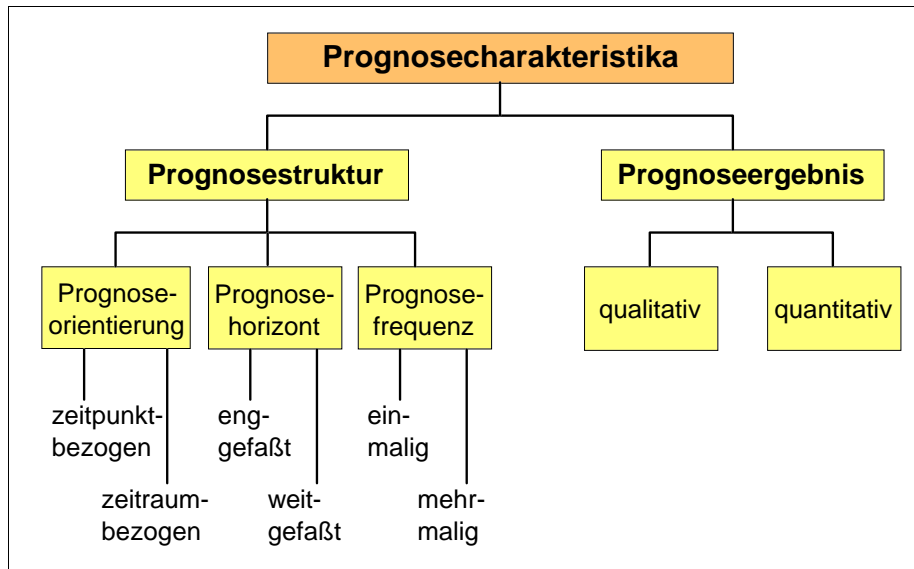 Prognosecharakteristika
Prognosestruktur
Prognoseergebnis
Prognose-
orientierung
Prognose-
horizont
Prognose-
frequenz
qualitativ
quantitativ
zeitpunkt-
bezogen
zeitraum-
bezogen
eng-
gefaßt
weit-
gefaßt
ein-
malig
mehr-
malig